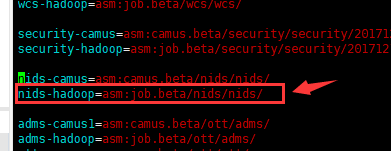 wcs-hadoop=asm:job.beta/wcs/wcs/
security-camus=asm:camus.beta/security/security/201712
security-hadoop=asm:job.beta/security/security/201712
nids-camus=asm:camus.beta/nids/nids/
nids-hadoop=asm:job.beta/nids/nids/
adms-camus1=asm:camus.beta/ott/adms/
adms-hadoop=asm:job.beta/ott/adms/